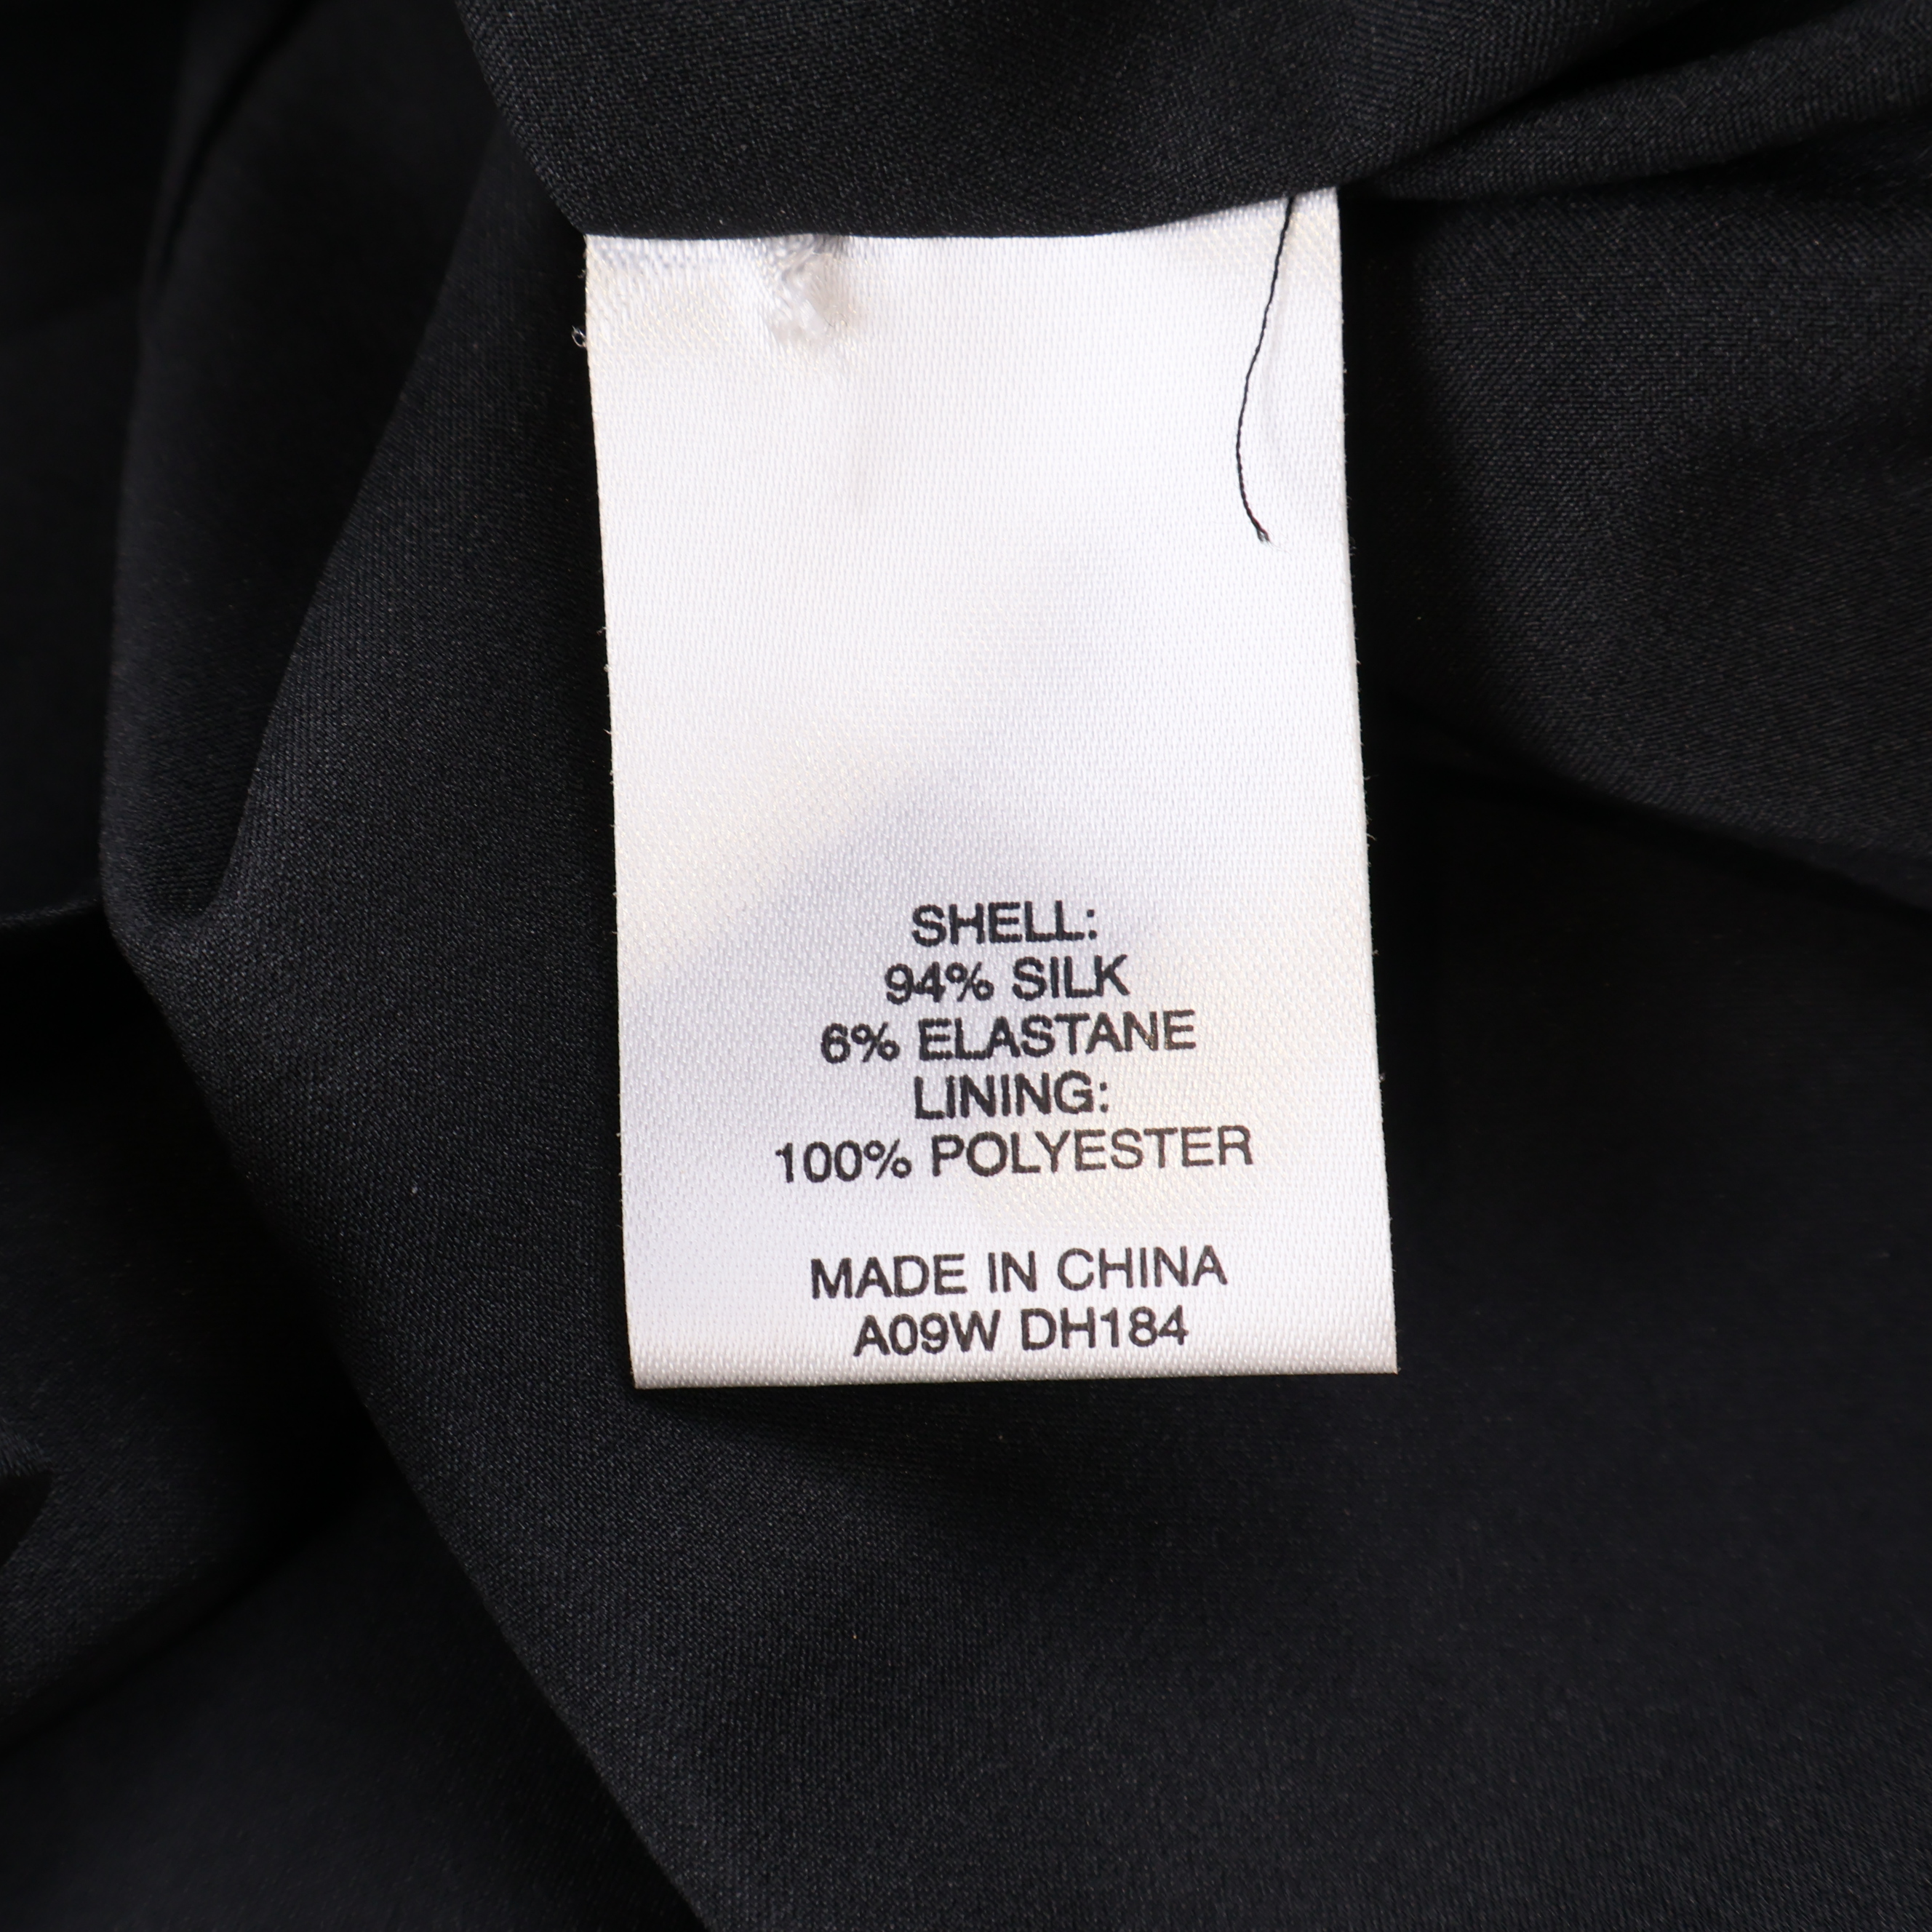 SHELL:
94% SILK
6% ELASTANE
LINING:
100% POLYESTER
MADE IN CHINA
A09W DH184